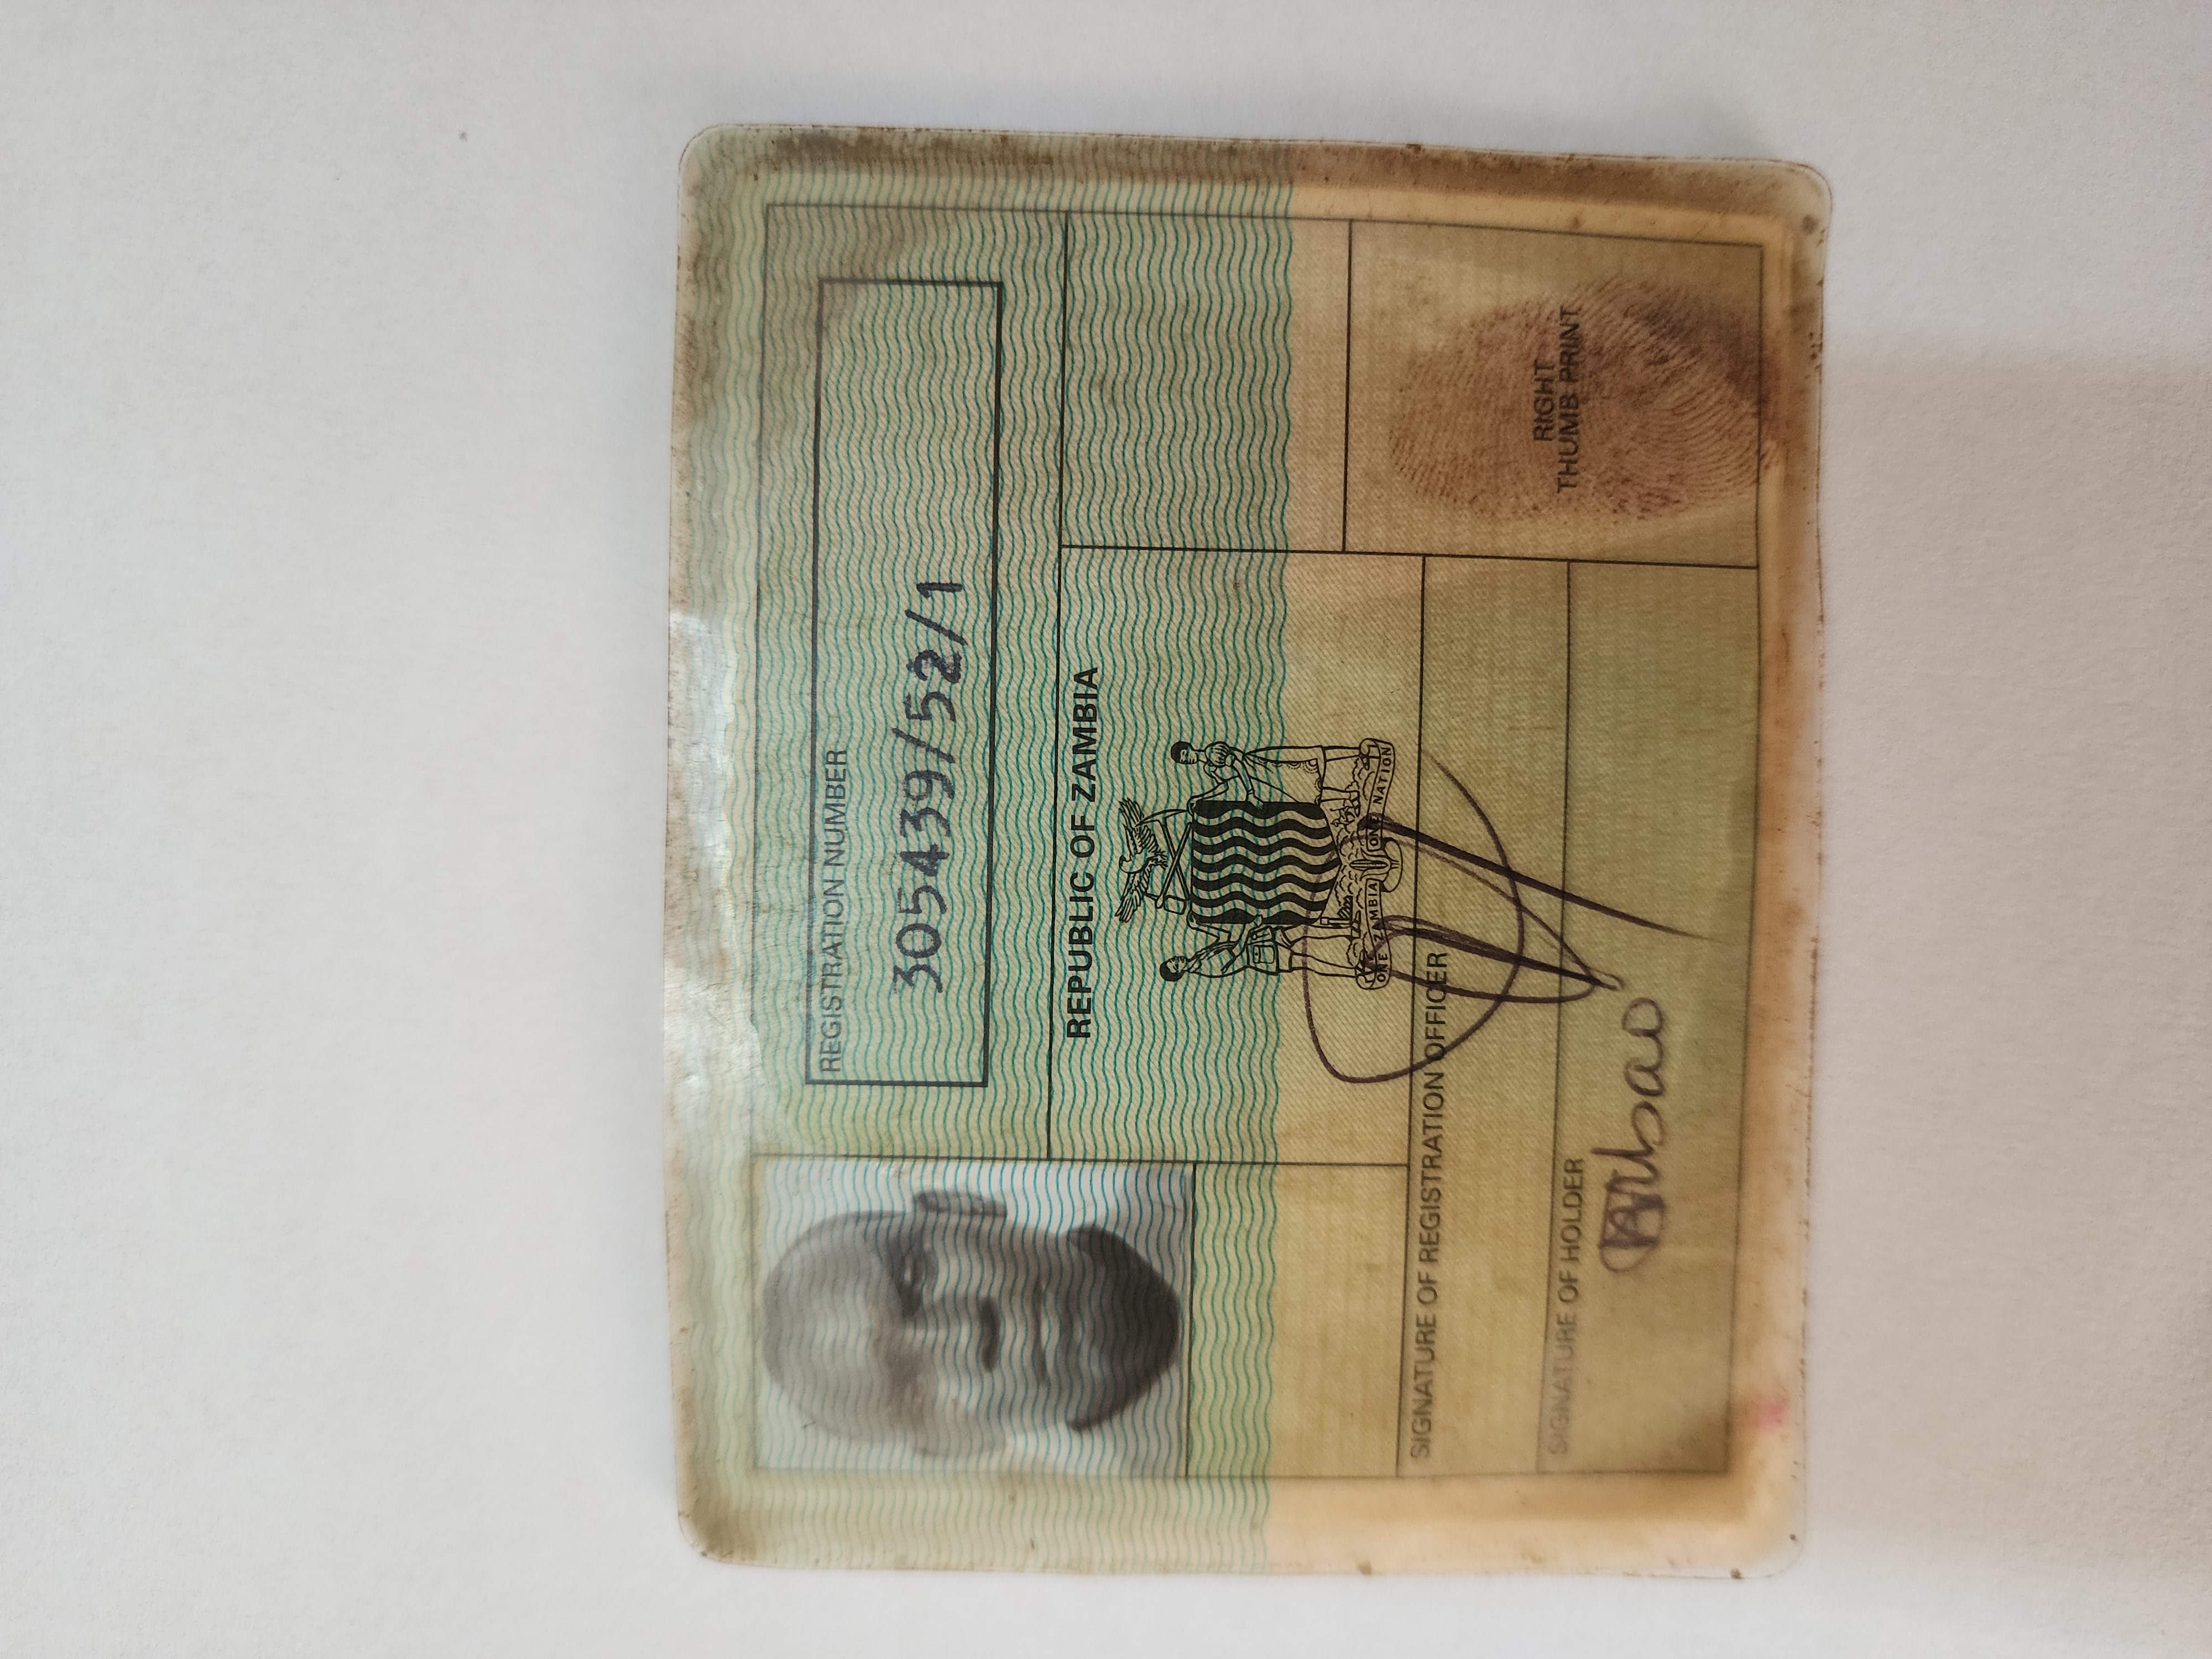 REGISTRATION NUMBER
305439/52/1
REPUBLIC OF ZAMBIA
ONE ZAMBIA ONE NATION
SIGNATURE OF REGISTRATION OFFICER
SIGNATURE OF HOLDER
RIGHT
THUMB PRINT